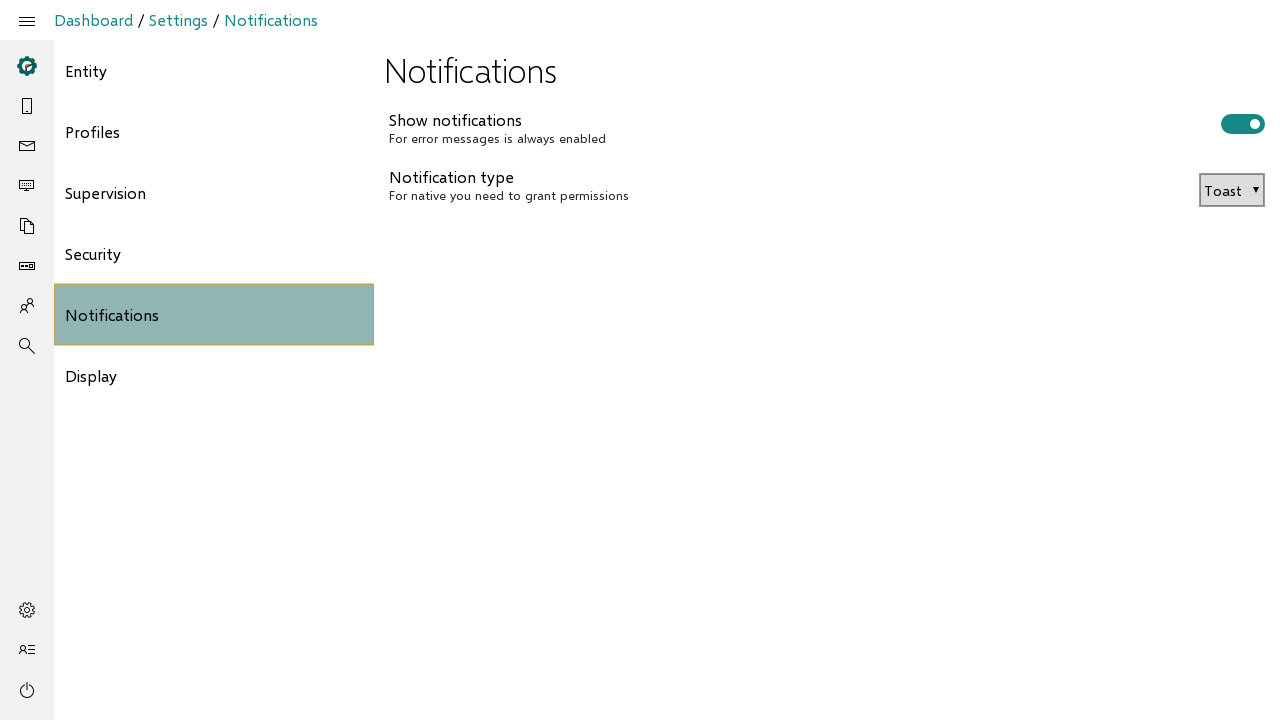 Dashboard / Settings / Notifications
Entity
Profiles
Supervision
Security
Notifications
Display
Notifications
Show notifications
For error messages is always enabled
Notification type
For native you need to grant permissions
Toast